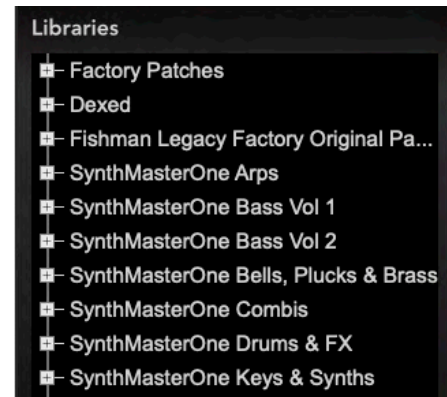 Libraries
Factory Patches
Dexed
Fishman Legacy Factory Original Pa...
SynthMasterOne Arps
SynthMasterOne Bass Vol 1
SynthMasterOne Bass Vol 2
SynthMasterOne Bells, Plucks & Brass
SynthMasterOne Combis
SynthMasterOne Drums & FX
SynthMasterOne Keys & Synths